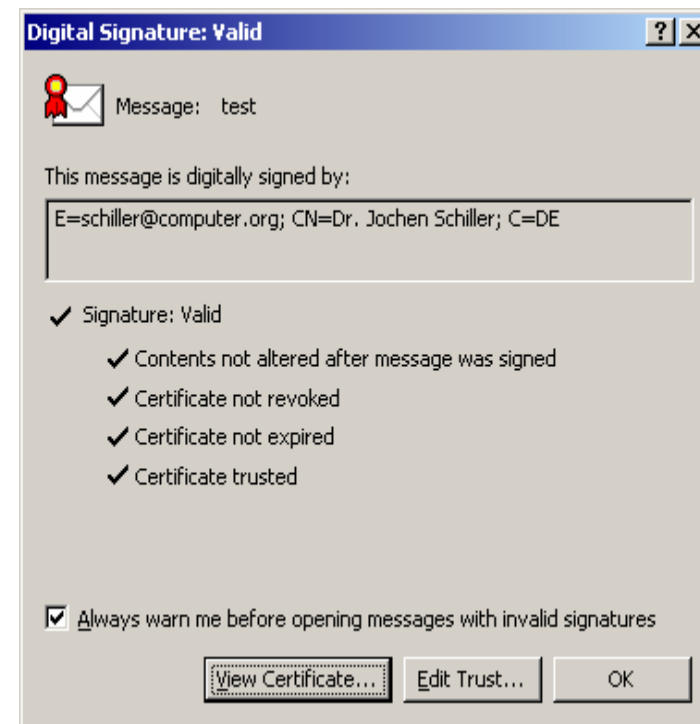 Digital Signature: Valid
Message: test
This message is digitally signed by:
E=schiller@computer.org; CN=Dr. Jochen Schiller; C=DE
Signature: Valid
Contents not altered after message was signed
Certificate not revoked
Certificate not expired
Certificate trusted
Always warn me before opening messages with invalid signatures
View Certificate... Edit Trust... OK